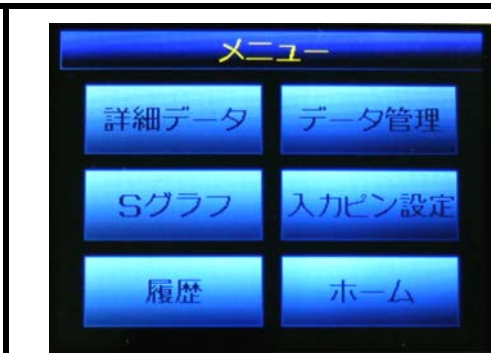 メニュー
詳細データ
データ管理
Sグラフ
入力ピン設定
履歴
ホーム